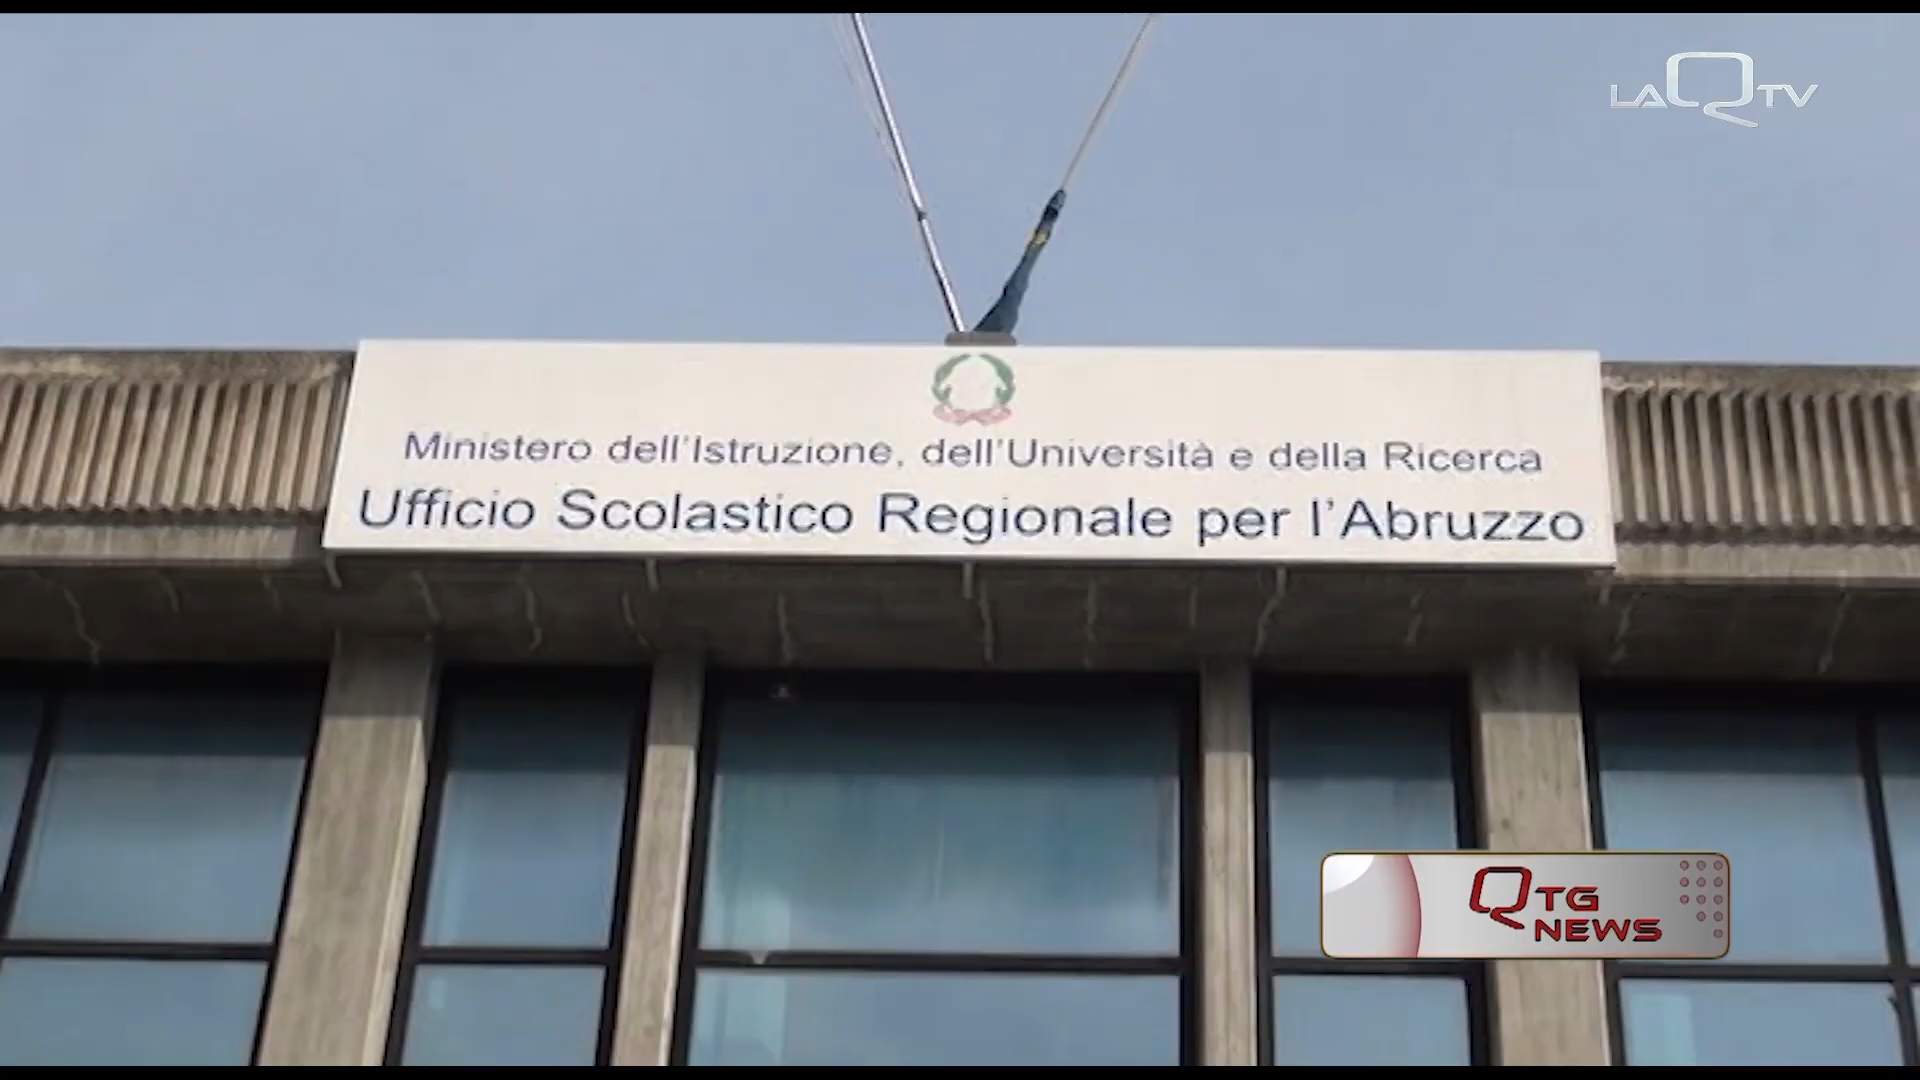 LAQTV
Ministero dell'Istruzione, dell'Università e della Ricerca
Ufficio Scolastico Regionale per l'Abruzzo
QTG
NEWS